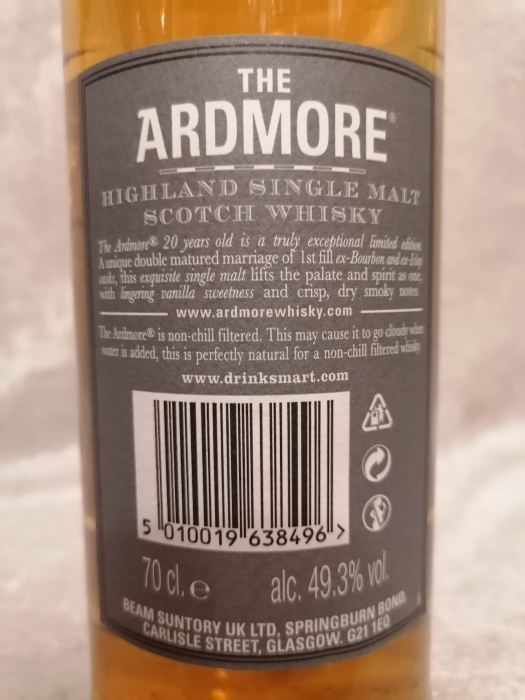 THE
ARDMORE®
HIGHLAND SINGLE MALT
SCOTCH WHISKY
The Ardmore® 20 years old is a truly exceptional limited edition.
A unique double matured marriage of 1st fill ex-Bourbon and ex-Islay
casks, this exquisite single malt lifts the palate and spirit as one,
with lingering vanilla sweetness and crisp, dry smoky notes.
www.ardmorewhisky.com
The Ardmore® is non-chill filtered. This may cause it to go cloudy when
water is added, this is perfectly natural for a non-chill filtered whisky.
www.drinksmart.com
5 010019 638496 >
70 cl. e alc. 49.3% vol.
BEAM SUNTORY UK LTD, SPRINGBURN BOND,
CARLISLE STREET, GLASGOW. G21 1EQ